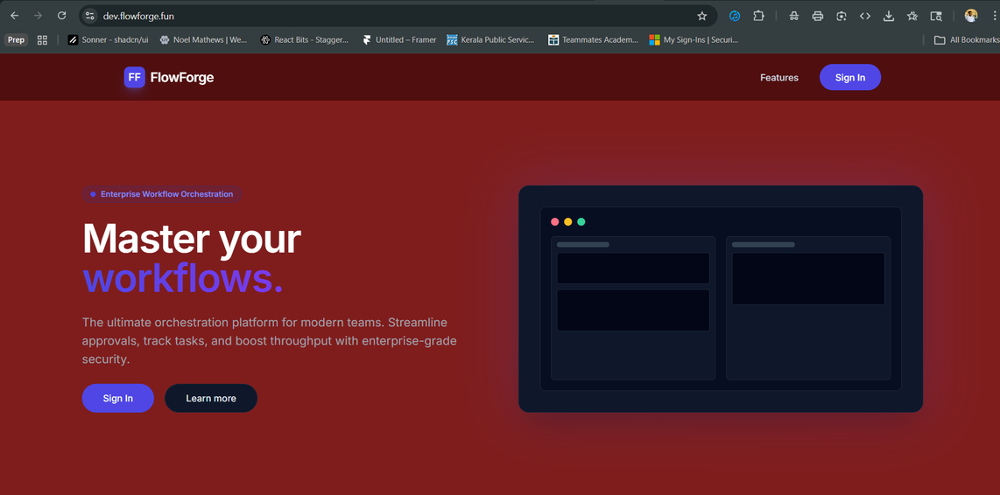 dev.flowforge.fun
Prep
Sonner - shadcn/ui
Noel Mathews | We...
React Bits - Stagger...
Untitled – Framer
Kerala Public Servic...
Teammates Academ...
My Sign-Ins | Securi...
All Bookmarks
FF FlowForge
Features
Sign In
Enterprise Workflow Orchestration
Master your
workflows.
The ultimate orchestration platform for modern teams. Streamline
approvals, track tasks, and boost throughput with enterprise-grade
security.
Sign In
Learn more